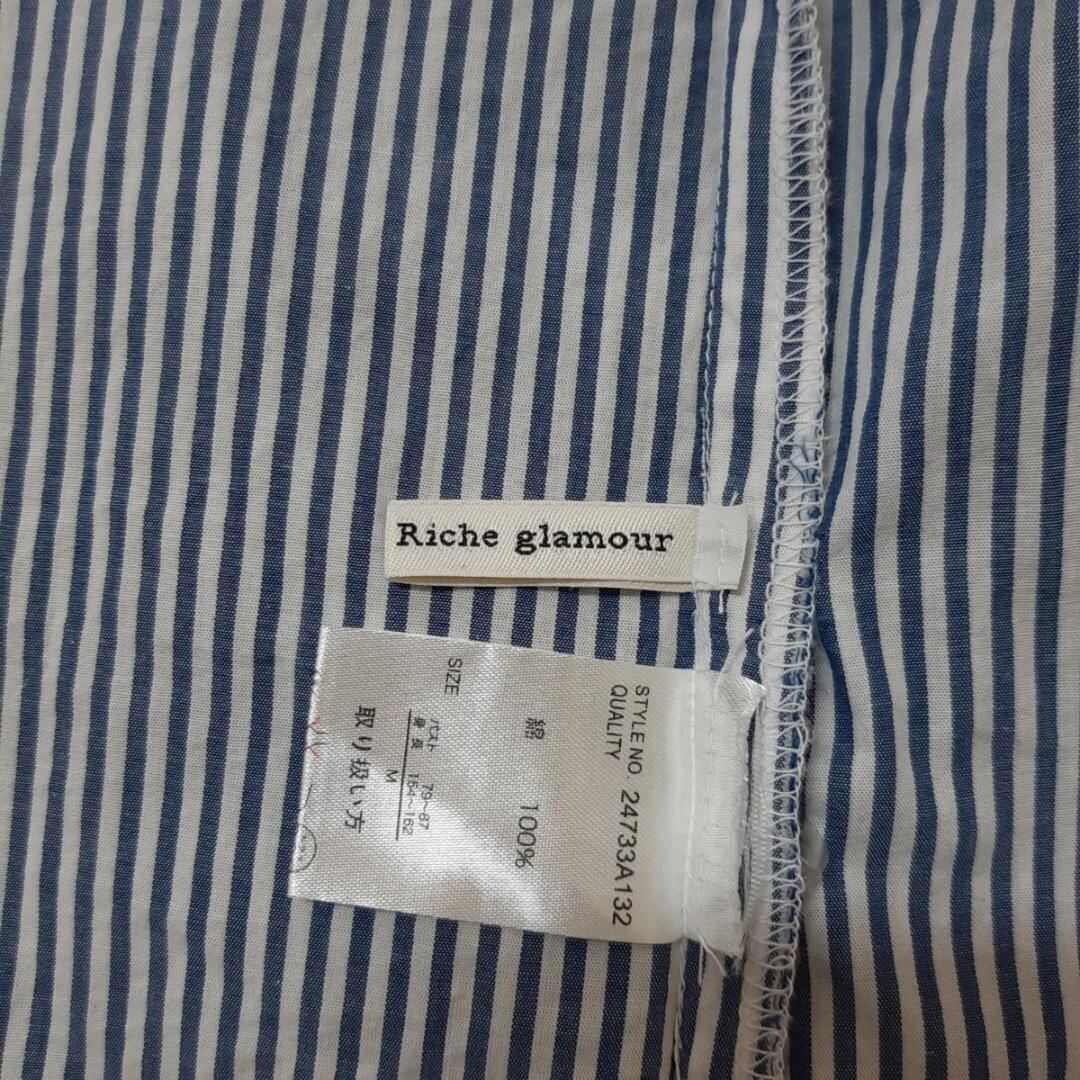 Riche glamour
STYLE NO. 24733A132
QUALITY
綿 100%
SIZE
バスト 79~87
身長 154~162
M
取り扱い方